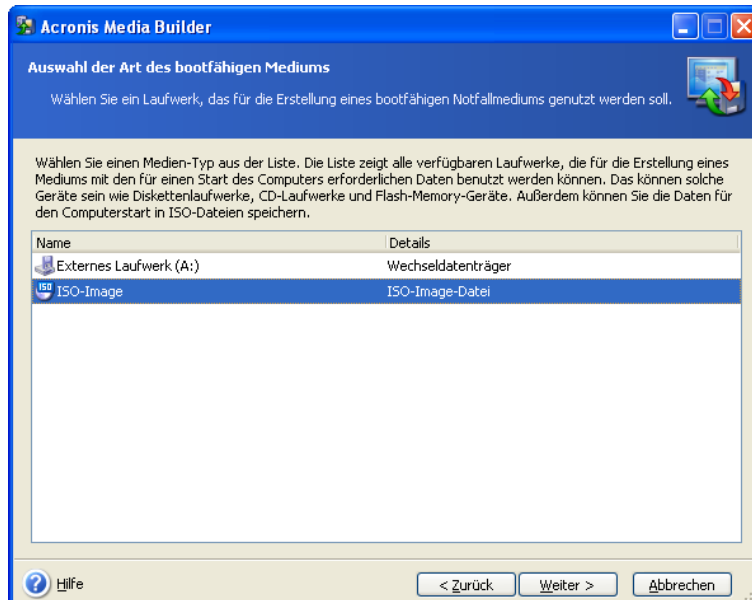 Acronis Media Builder
Auswahl der Art des bootfähigen Mediums
Wählen Sie ein Laufwerk, das für die Erstellung eines bootfähigen Notfallmediums genutzt werden soll.
Wählen Sie einen Medien-Typ aus der Liste. Die Liste zeigt alle verfügbaren Laufwerke, die für die Erstellung eines
Mediums mit den für einen Start des Computers erforderlichen Daten benutzt werden können. Das können solche
Geräte sein wie Diskettenlaufwerke, CD-Laufwerke und Flash-Memory-Geräte. Außerdem können Sie die Daten für
den Computerstart in ISO-Dateien speichern.
Name Details
Externes Laufwerk (A:) Wechseldatenträger
ISO ISO-Image ISO-Image-Datei
? Hilfe < Zurück Weiter > Abbrechen